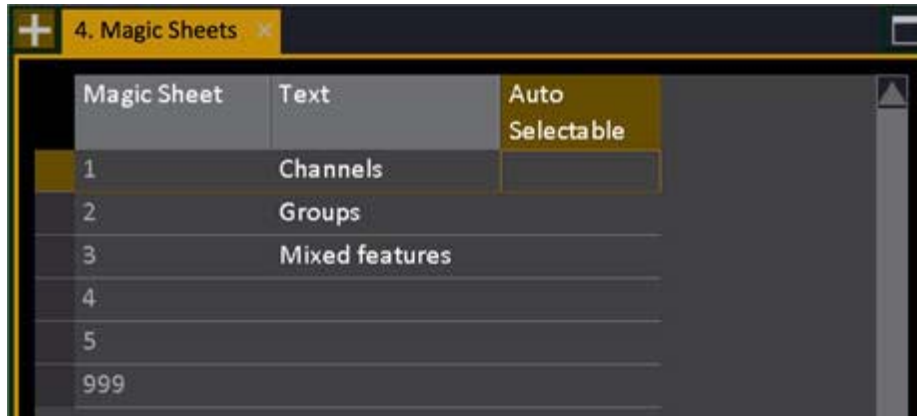 4. Magic Sheets
Magic Sheet Text Auto
Selectable
1 Channels
2 Groups
3 Mixed features
4
5
999